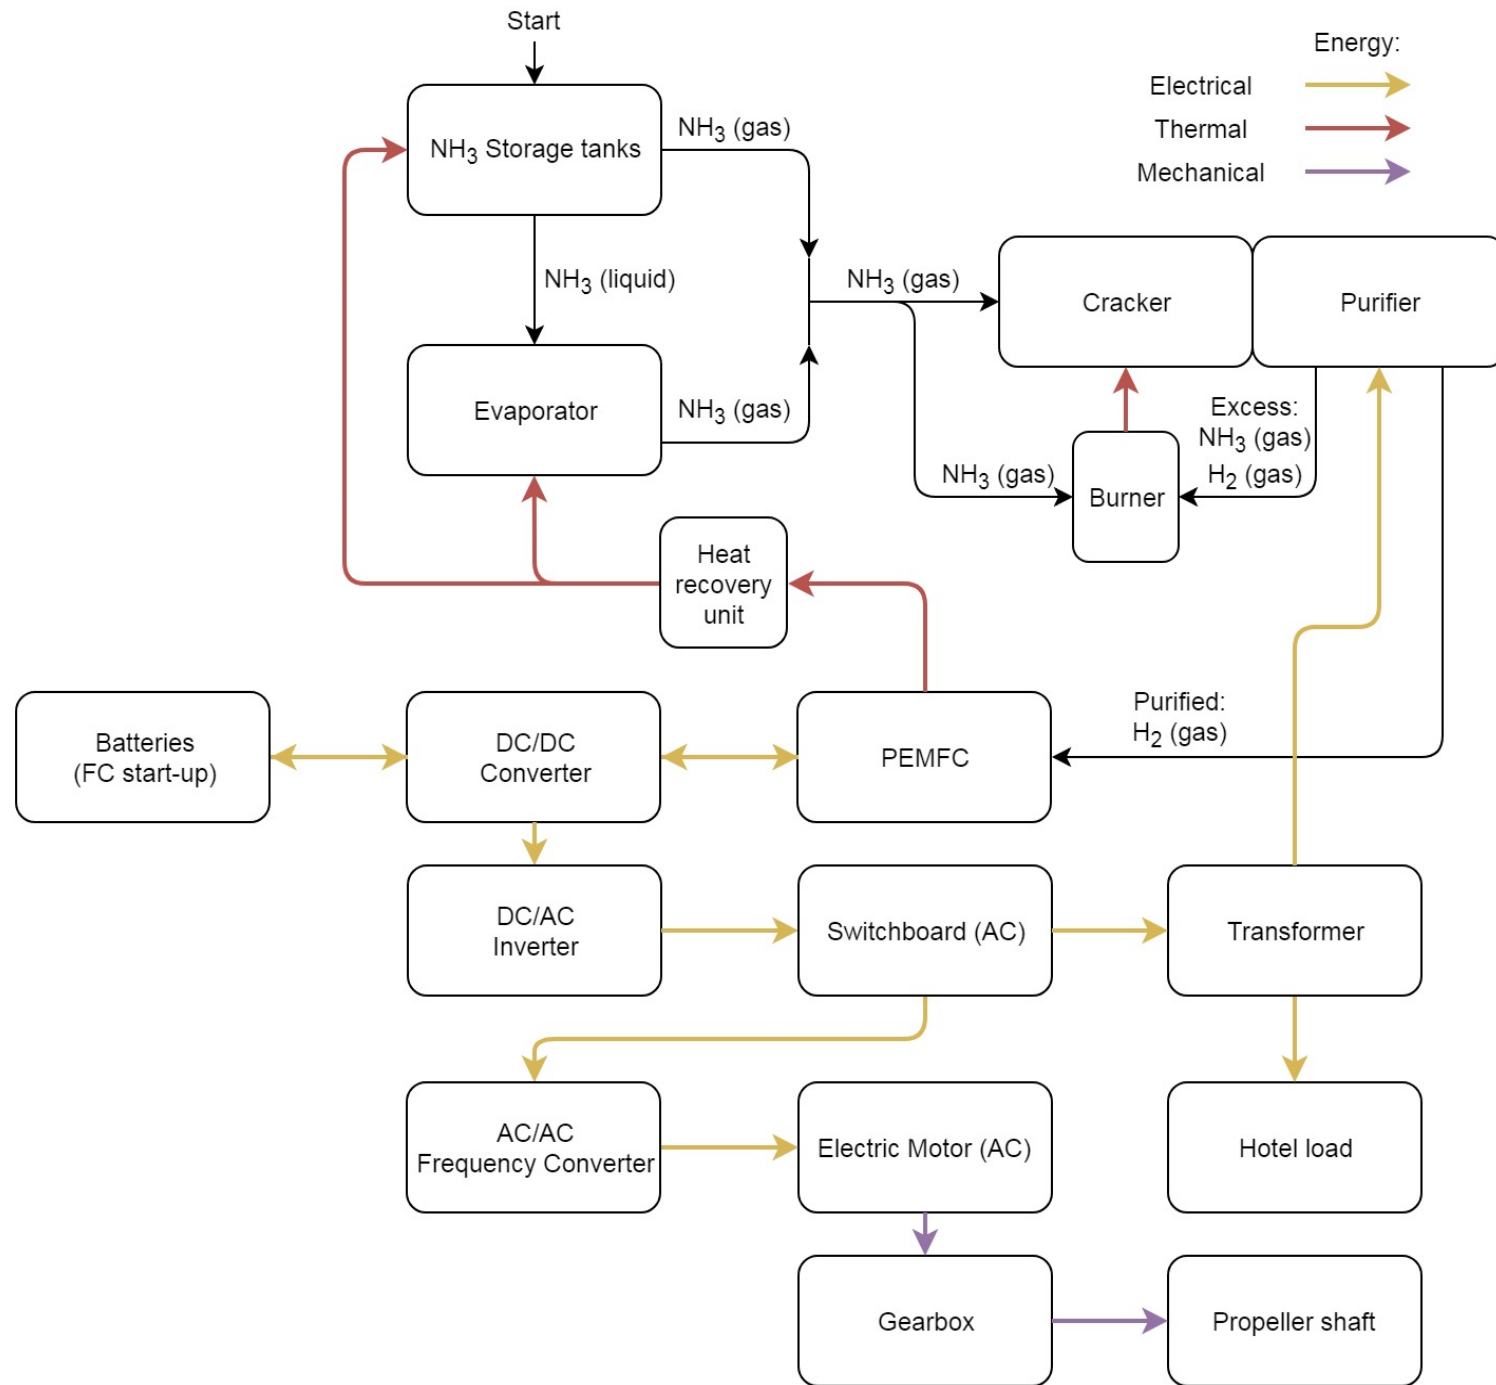 Start
Energy:
Electrical
Thermal
Mechanical
NH3 Storage tanks
NH3 (gas)
NH3 (liquid)
NH3 (gas)
Cracker
Purifier
Evaporator
NH3 (gas)
Excess:
NH3 (gas)
H2 (gas)
NH3 (gas)
Burner
Heat
recovery
unit
Purified:
H2 (gas)
Batteries
(FC start-up)
DC/DC
Converter
PEMFC
DC/AC
Inverter
Switchboard (AC)
Transformer
AC/AC
Frequency Converter
Electric Motor (AC)
Hotel load
Gearbox
Propeller shaft